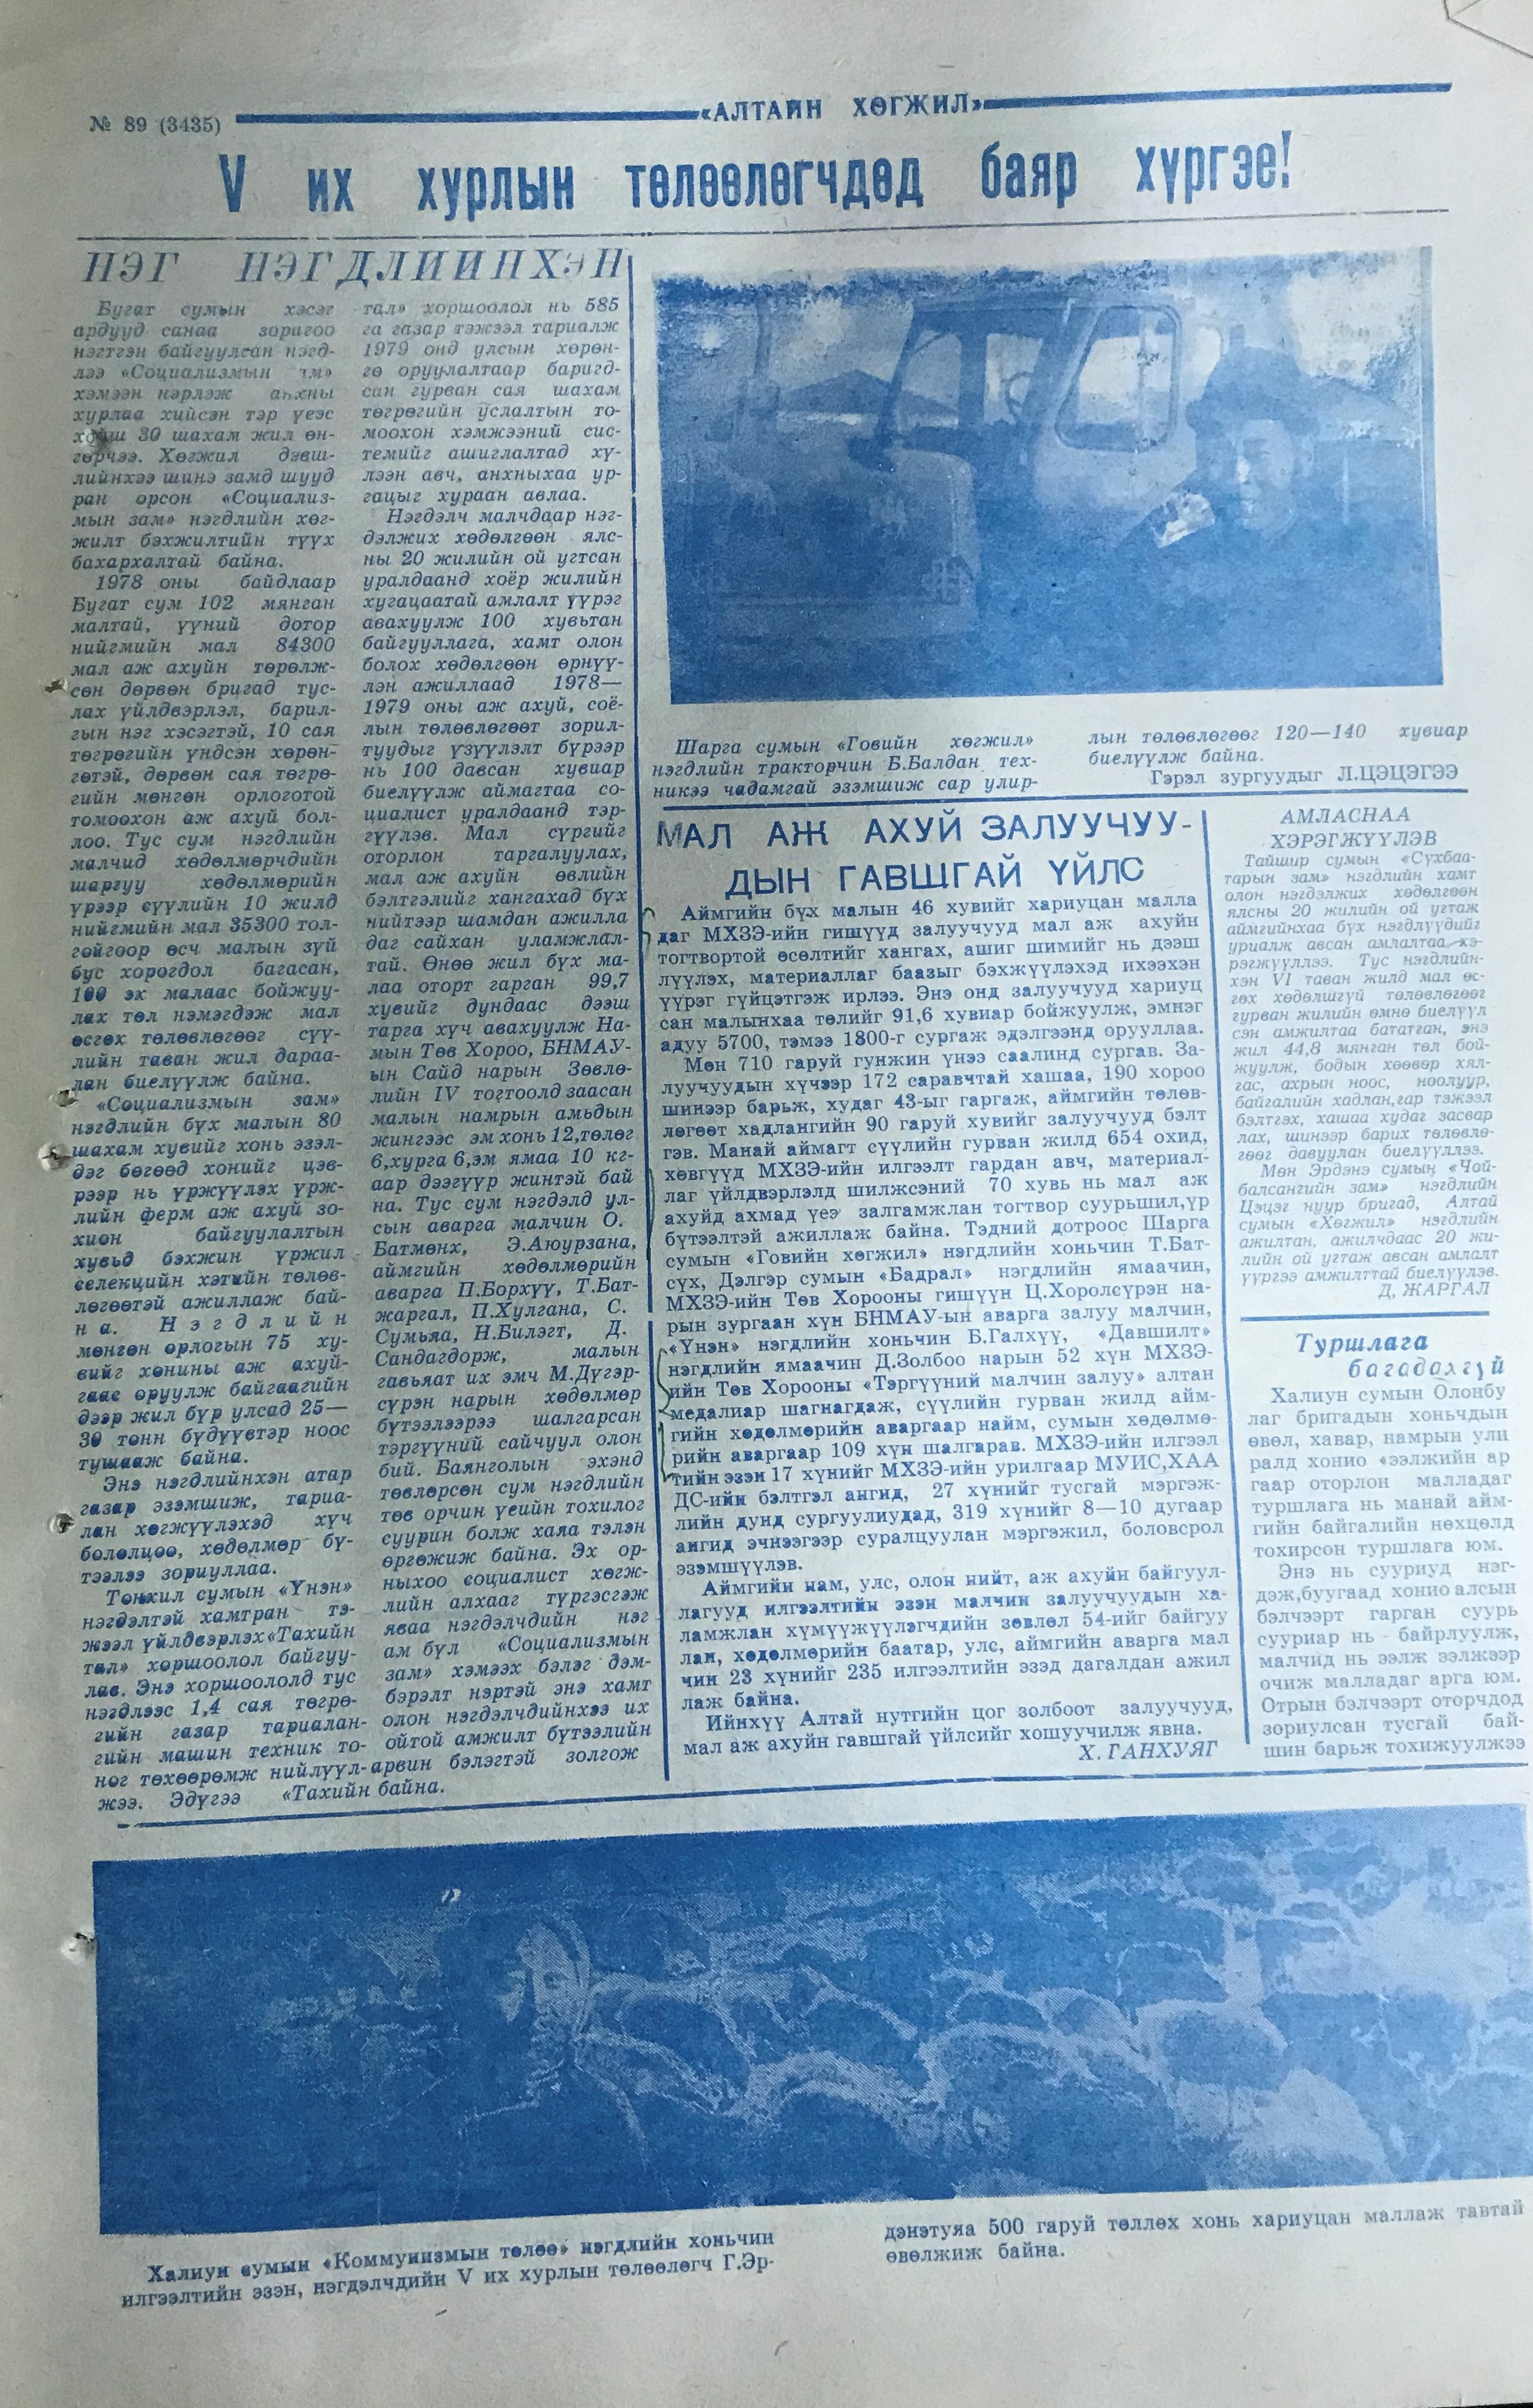 № 89 (3435)
«АЛТАЙН ХӨГЖИЛ»
V их хурлын төлөөлөгчдөд баяр хүргэе!
НЭГ НЭГДЛИЙНХЭН
Бугат сумын хэсэг
ардууд санаа зоригоо
нэгтгэн байгуулсан нэгд-
лээ «Социализмын
хэмээн нэрлэж анхны
хурлаа хийсэн тэр үеэс
хойш 30 шахам жил өн-
гөрчээ. Хөгжил дэвш-
лийнхээ шинэ замд шууд
ран орсон «Социализ-
мын зам» нэгдлийн хөг-
жилт бэхжилтийн түүх
бахархалтай байна.
1978 оны байдлаар
Бугат сум 102 мянган
малтай, үүний дотор
нийгмийн мал 84300
мал аж ахуйн төрөлж-
сөн дөрвөн бригад тус-
лах үйлдвэрлэл, барил-
гын нэг хэсэгтэй, 10 сая
төгрөгийн үндсэн хөрөн-
гөтэй, дөрвөн сая төгрө-
гийн мөнгөн орлоготой
томоохон аж ахуй бол-
лоо. Тус сум нэгдлийн
малчид хөдөлмөрчдийн
шаргуу хөдөлмөрийн
үрээр сүүлийн 10 жилд
нийгмийн мал 35300 тол-
гойгоор өсч малын зүй
бус хорогдол багасан,
100 эх малаас бойжуу-
лах төл нэмэгдэж мал
өсгөх төлөвлөгөөг сүү-
лийн таван жил дараа-
лан биелүүлж байна.
«Социализмын зам»
нэгдлийн бүх малын 80
шахам хувийг хонь эзэл-
дэг бөгөөд хонийг цэв-
рээр нь үржүүлэх үрж-
лийн ферм аж ахуй зо-
хион байгуулалтын
хувьд бэхжин үржил
селекцийн хэтийн төлөв-
лөгөөтэй ажиллаж бай-
на. Нэгдлийн
мөнгөн орлогын 75 ху-
вийг хонины аж ахуй-
гаас оруулж байгаагийн
дээр жил бүр улсад 25—
30 тонн бүдүүвтэр ноос
тушааж байна.
Энэ нэгдлийнхэн атар
газар эзэмшиж, тариа-
лан хөгжүүлэхэд хүч
бололцоо, хөдөлмөр бү-
тээлээ зориуллаа.
Тонхил сумын «Үнэн»
нэгдэлтэй хамтран тэ-
жээл үйлдвэрлэх «Тахийн
тал» хоршоолол байгуу-
лав. Энэ хоршоололд тус
нэгдлээс 1,4 сая төгрө-
гийн газар тариалан-
гийн машин техник то-
ног төхөөрөмж нийлүүл-
жээ. Эдүгээ «Тахийн
тал» хоршоолол нь 585
га газар тэжээл тариалж
1979 онд улсын хөрөн-
гө оруулалтаар баригд-
сан гурван сая шахам
төгрөгийн услалтын то-
моохон хэмжээний сис-
темийг ашиглалтад хү-
лээн авч, анхныхаа ур-
гацыг хураан авлаа.
Нэгдэлч малчдаар нэг-
дэлжих хөдөлгөөн ялс-
ны 20 жилийн ой угтсан
уралдаанд хоёр жилийн
хугацаатай амлалт үүрэг
авахуулж 100 хувьтан
байгууллага, хамт олон
болох хөдөлгөөн өрнүү-
лэн ажиллаад 1978—
1979 оны аж ахуй, соё-
лын төлөвлөгөөт зорил-
туудыг үзүүлэлт бүрээр
нь 100 давсан хувиар
биелүүлж аймагтаа со-
циалист уралдаанд тэр-
гүүлэв. Мал сүргийг
оторлон таргалуулах,
мал аж ахуйн өвлийн
бэлтгэлийг хангахад бүх
нийтээр шамдан ажилла
даг сайхан уламжлал-
тай. Өнөө жил бүх ма-
лаа оторт гарган 99,7
хувийг дундаас дээш
тарга хүч авахуулж На-
мын Төв Хороо, БНМАУ-
ын Сайд нарын Зөвлө-
лийн IV тогтоолд заасан
малын намрын амьдын
жингээс эм хонь 12,төлөг
6,хурга 6,эм ямаа 10 кг-
аар дээгүүр жинтэй бай
на. Тус сум нэгдэлд ул-
сын аварга малчин О.
Батмөнх, Э.Аюурзана,
аймгийн хөдөлмөрийн
аварга П.Борхүү, Т.Бат-
жаргал, П.Хулгана, С.
Сумъяа, Н.Билэгт, Д.
Сандагдорж, малын
гавьяат их эмч М.Дүгэр-
сүрэн нарын хөдөлмөр
бүтээлээрээ шалгарсан
тэргүүний сайчуул олон
бий. Баянголын эхэнд
төвлөрсөн сум нэгдлийн
төв орчин үеийн тохилог
суурин болж хаяа тэлэн
өргөжиж байна. Эх ор-
ныхоо социалист хөгж-
лийн алхааг түргэсгэж
яваа нэгдэлчдийн нэг
ам бүл «Социализмын
зам» хэмээх бэлэг дэм-
бэрэлт нэртэй энэ хамт
олон нэгдэлчдийнхээ их
ойтой амжилт бүтээлийн
арвин бэлэгтэй золгож
байна.
Шарга сумын «Говийн хөгжил»
нэгдлийн тракторчин Б.Балдан тех-
никээ чадамгай эзэмшиж сар улир-
лын төлөвлөгөөг 120—140 хувиар
биелүүлж байна.
Гэрэл зургуудыг Л.ЦЭЦЭГЭЭ
МАЛ АЖ АХУЙ ЗАЛУУЧУУ-
ДЫН ГАВШГАЙ ҮЙЛС
Аймгийн бүх малын 46 хувийг хариуцан малла
даг МХЗЭ-ийн гишүүд залуучууд мал аж ахуйн
тогтвортой өсөлтийг хангах, ашиг шимийг нь дээш
лүүлэх, материаллаг баазыг бэхжүүлэхэд ихээхэн
үүрэг гүйцэтгэж ирлээ. Энэ онд залуучууд хариуц
сан малынхаа төлийг 91,6 хувиар бойжуулж, эмнэг
адуу 5700, тэмээ 1800-г сургаж эдэлгээнд орууллаа.
Мөн 710 гаруй гунжин үнээ саалинд сургав. За-
луучуудын хүчээр 172 саравчтай хашаа, 190 хороо
шинээр барьж, худаг 43-ыг гаргаж, аймгийн төлөв-
лөгөөт хадлангийн 90 гаруй хувийг залуучууд бэлт
гэв. Манай аймагт сүүлийн гурван жилд 654 охид,
хөвгүүд МХЗЭ-ийн илгээлт гардан авч, материал-
лаг үйлдвэрлэлд шилжсэний 70 хувь нь мал аж
ахуйд ахмад үеэ залгамжлан тогтвор суурьшил,үр
бүтээлтэй ажиллаж байна. Тэдний дотроос Шарга
сумын «Говийн хөгжил» нэгдлийн хоньчин Т.Бат-
сүх, Дэлгэр сумын «Бадрал» нэгдлийн ямаачин,
МХЗЭ-ийн Төв Хорооны гишүүн Ц.Хоролсүрэн на-
рын зургаан хүн БНМАУ-ын аварга залуу малчин,
«Үнэн» нэгдлийн хоньчин Б.Галхүү, «Давшилт»
нэгдлийн ямаачин Д.Золбоо нарын 52 хүн МХЗЭ-
ийн Төв Хорооны «Тэргүүний малчин залуу» алтан
медалиар шагнагдаж, сүүлийн гурван жилд айм-
гийн хөдөлмөрийн аваргаар найм, сумын хөдөлмө-
рийн аваргаар 109 хүн шалгарав. МХЗЭ-ийн илгээл
тийн эзэн 17 хүнийг МХЗЭ-ийн урилгаар МУИС,ХАА
ДС-ийн бэлтгэл ангид, 27 хүнийг тусгай мэргэж-
лийн дунд сургуулиудад, 319 хүнийг 8—10 дугаар
ангид эчнээгээр суралцуулан мэргэжил, боловсрол
эзэмшүүлэв.
Аймгийн нам, улс, олон нийт, аж ахуйн байгуул-
лагууд илгээлтийн эзэн малчин залуучуудын ха-
ламжлан хүмүүжүүлэгчдийн зөвлөл 54-ийг байгуу
лан, хөдөлмөрийн баатар, улс, аймгийн аварга мал
чин 23 хүнийг 235 илгээлтийн эзэд дагалдан ажил
лаж байна.
Ийнхүү Алтай нутгийн цог золбоот залуучууд,
мал аж ахуйн гавшгай үйлсийг хошуучилж явна.
Х. ГАНХУЯГ
АМЛАСНАА
ХЭРЭГЖҮҮЛЭВ
Тайшир сумын «Сүхбаа-
тарын зам» нэгдлийн хамт
олон нэгдэлжих хөдөлгөөн
ялсны 20 жилийн ой угтаж
аймгийнхаа бүх нэгдлүүдийг
уриалж авсан амлалтаа хэ-
рэгжүүллээ. Тус нэгдлийн-
хэн VI таван жилд мал өс-
гөх хөдөлшгүй төлөвлөгөөг
гурван жилийн өмнө биелүүл
сэн амжилтаа бататган, энэ
жил 44,8 мянган төл бой-
жуулж, бодын хөөвөр хял-
гас, ахрын ноос, ноолуур,
байгалийн хадлан,гар тэжээл
бэлтгэх, хашаа худаг засвар
лах, шинээр барих төлөвлө-
гөөг давуулан биелүүллээ.
Мөн Эрдэнэ сумын «Чой-
балсангийн зам» нэгдлийн
Цэцэг нуур бригад, Алтай
сумын «Хөгжил» нэгдлийн
ажилтан, ажилчдаас 20 жи-
лийн ой угтаж авсан амлалт
үүргээ амжилттай биелүүлэв.
Д. ЖАРГАЛ
Туршлага
багадахгүй
Халиун сумын Олонбу
лаг бригадын хоньчдын
өвөл, хавар, намрын ули
ралд хонио «ээлжийн ар
гаар оторлон малладаг
туршлага нь манай айм-
гийн байгалийн нөхцөлд
тохирсон туршлага юм.
Энэ нь сууриуд нэг-
дэж,буугаад хонио алсын
бэлчээрт гарган суурь
сууриар нь байрлуулж,
малчид нь ээлж ээлжээр
очиж малладаг арга юм.
Отрын бэлчээрт оторчдод
зориулсан тусгай бай-
шин барьж тохижуулжээ
Халиун сумын «Коммунизмын төлөө» нэгдлийн хоньчин
илгээлтийн эзэн, нэгдэлчдийн V их хурлын төлөөлөгч Г.Эр-
дэнэтуяа 500 гаруй төллөх хонь хариуцан маллаж тавтай
өвөлжиж байна.